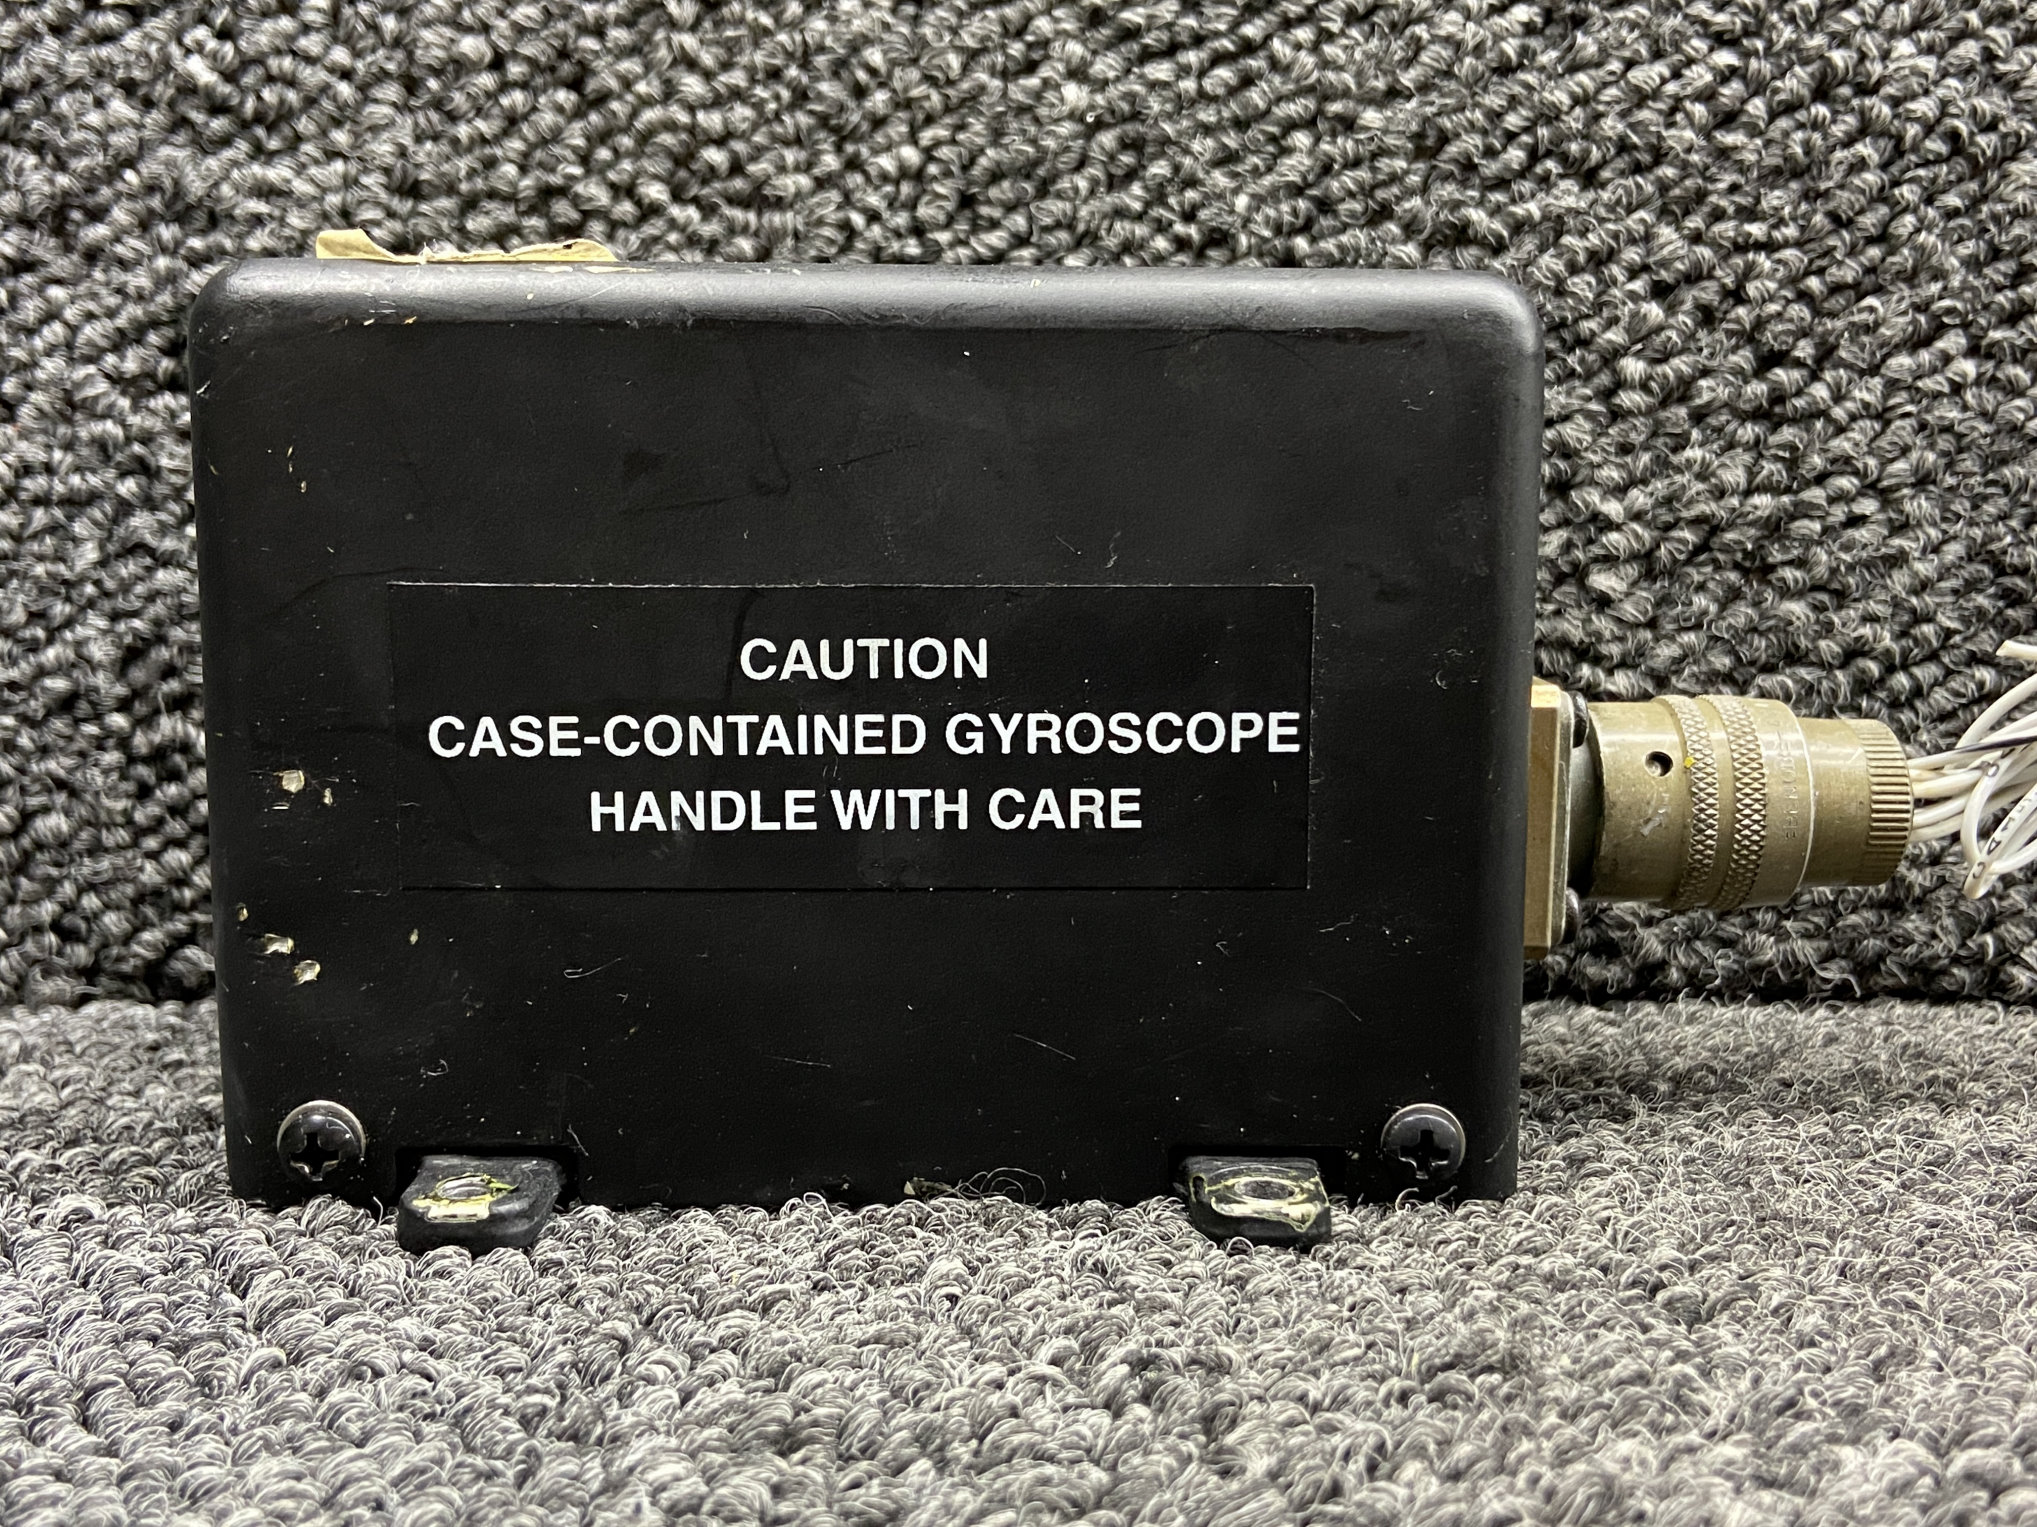 CAUTION
CASE-CONTAINED GYROSCOPE
HANDLE WITH CARE